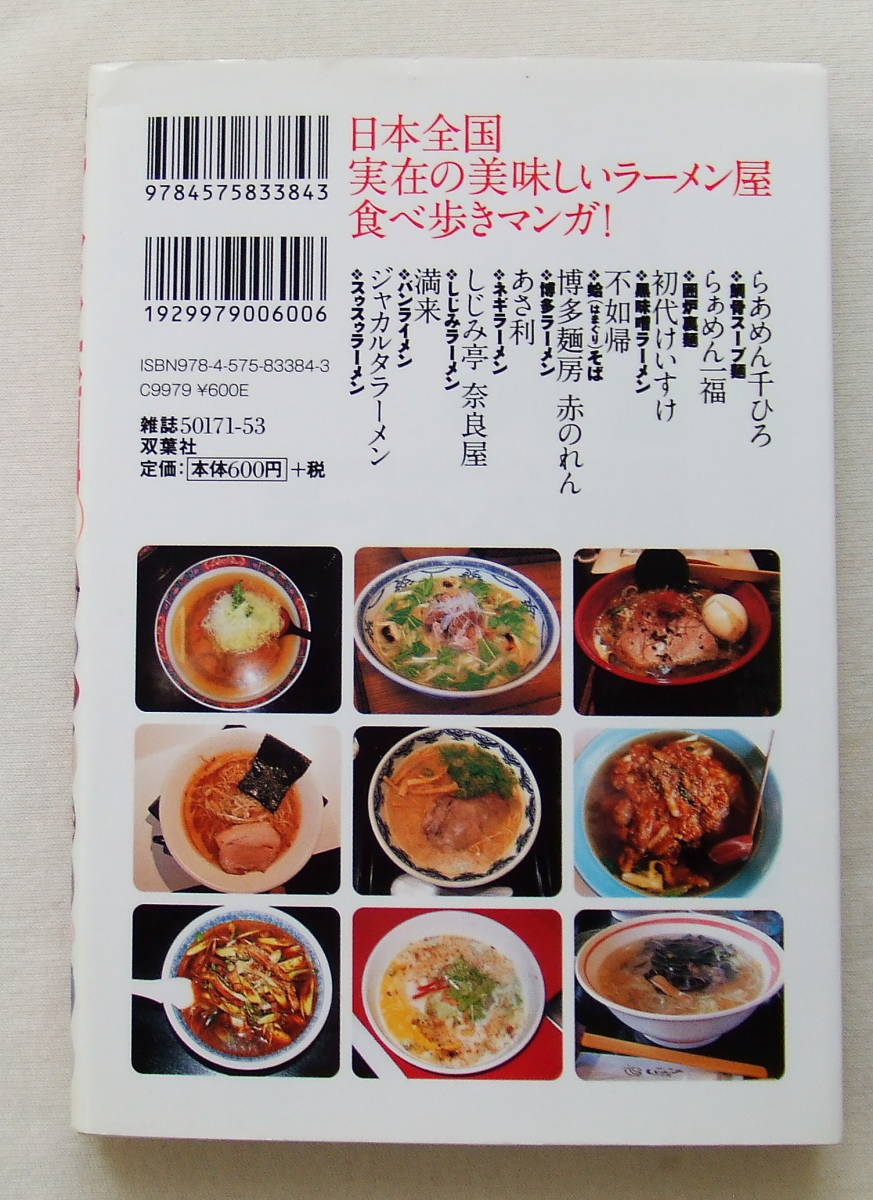 9784575833843
1929979006006
ISBN978-4-575-83384-3
C9979 ¥600E
雑誌50171-53
双葉社
定価:本体600円+税
日本全国
実在の美味しいラーメン屋
食べ歩きマンガ!
らあめん千ひろ
❖鯛骨スープ麺
らぁめん一福
❖囲炉裏麺
初代けいすけ
❖黒味噌ラーメン
不如帰
❖蛤(はまぐり)そば
博多麺房 赤のれん
❖博多ラーメン
あさ利
❖ネギラーメン
しじみ亭 奈良屋
❖しじみラーメン
満来
❖パンライメン
ジャカルタラーメン
❖スゥスゥラーメン